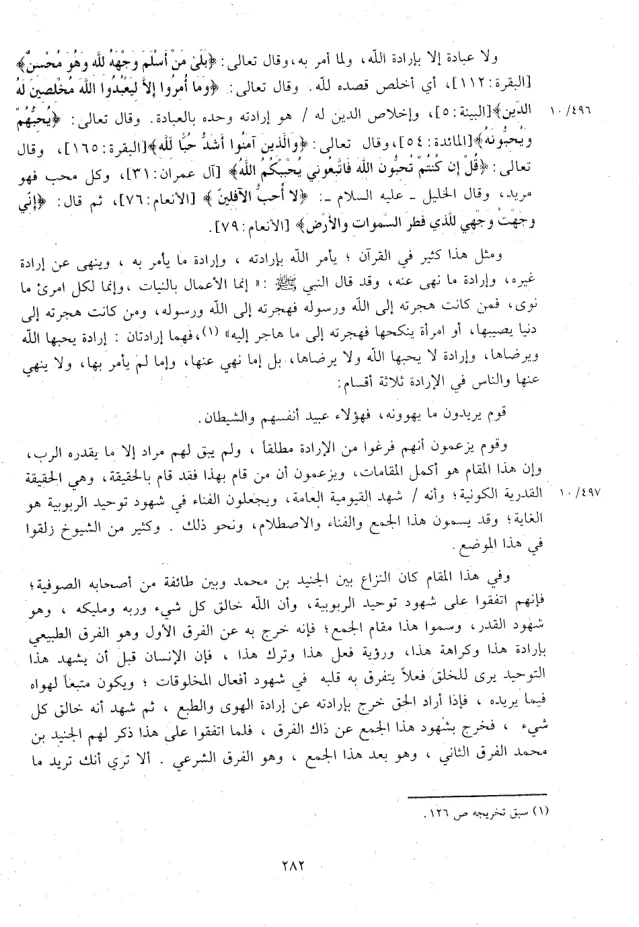 ولا عبادة إلا بإرادة الله، ولما أمر به،وقال تعالى: ﴿بَلَىٰ مَنْ أَسْلَمَ وَجْهَهُ لِلَّهِ وَهُوَ مُحْسِنٌ﴾
[البقرة:١١٢]، أي أخلص قصده لله. وقال تعالى: ﴿وَمَا أُمِرُوا إِلاَّ لِيَعْبُدُوا اللَّهَ مُخْلِصِينَ لَهُ
الدِّينَ﴾[البينة:٥]، وإخلاص الدين له / هو إرادته وحده بالعبادة. وقال تعالى: ﴿يُحِبُّهُمْ
١٠/٤٩٦
وَيُحِبُّونَهُ﴾[المائدة:٥٤]،وقال تعالى: ﴿وَالَّذِينَ آمَنُوا أَشَدُّ حُبًّا لِّلَّهِ﴾[البقرة:١٦٥]، وقال
تعالى: ﴿قُلْ إِن كُنتُمْ تُحِبُّونَ اللَّهَ فَاتَّبِعُونِي يُحْبِبْكُمُ اللَّهُ﴾ [آل عمران:٣١]، وكل محب فهو
مريد، وقال الخليل ـ عليه السلام ـ: ﴿لا أُحِبُّ الآفِلِينَ ﴾ [الأنعام:٧٦]، ثم قال: ﴿إِنِّي
وَجَّهْتُ وَجْهِيَ لِلَّذِي فَطَرَ السَّمَوَاتِ وَالأَرْضَ﴾ [الأنعام:٧٩].
ومثل هذا كثير في القرآن ؛ يأمر الله بإرادته ، وإرادة ما يأمر به ، وينهى عن إرادة
غيره، وإرادة ما نهى عنه، وقد قال النبي ﷺ :« إنما الأعمال بالنيات ،وإنما لكل امرئ ما
نوى، فمن كانت هجرته إلى الله ورسوله فهجرته إلى الله ورسوله، ومن كانت هجرته إلى
دنيا يصيبها، أو امرأة ينكحها فهجرته إلى ما هاجر إليه» (١)،فهما إرادتان : إرادة يحبها الله
ويرضاها، وإرادة لا يحبها الله ولا يرضاها، بل إما نهي عنها، وإما لم يأمر بها، ولا ينهي
عنها والناس في الإرادة ثلاثة أقسام:
قوم يريدون ما يهوونه، فهؤلاء عبيد أنفسهم والشيطان.
وقوم يزعمون أنهم فرغوا من الإرادة مطلقاً ، ولم يبق لهم مراد إلا ما يقدره الرب،
وإن هذا المقام هو أكمل المقامات، ويزعمون أن من قام بهذا فقد قام بالحقيقة، وهي الحقيقة
القدرية الكونية؛ وأنه / شهد القيومية العامة، ويجعلون الفناء في شهود توحيد الربوبية هو
١٠/٤٩٧
الغاية؛ وقد يسمون هذا الجمع والفناء والاصطلام، ونحو ذلك . وكثير من الشيوخ زلقوا
في هذا الموضع.
وفي هذا المقام كان النزاع بين الجنيد بن محمد وبين طائفة من أصحابه الصوفية؛
فإنهم اتفقوا على شهود توحيد الربوبية، وأن الله خالق كل شيء وربه ومليكه ، وهو
شهود القدر، وسموا هذا مقام الجمع؛ فإنه خرج به عن الفرق الأول وهو الفرق الطبيعي
بإرادة هذا وكراهة هذا، ورؤية فعل هذا وترك هذا ، فإن الإنسان قبل أن يشهد هذا
التوحيد يرى للخلق فعلاً يتفرق به قلبه في شهود أفعال المخلوقات ؛ ويكون متبعاً لهواه
فيما يريده ، فإذا أراد الحق خرج بإرادته عن إرادة الهوى والطبع ، ثم شهد أنه خالق كل
شيء ، فخرج بشهود هذا الجمع عن ذاك الفرق ، فلما اتفقوا على هذا ذكر لهم الجنيد بن
محمد الفرق الثاني ، وهو بعد هذا الجمع ، وهو الفرق الشرعي . ألا تري أنك تريد ما
(١) سبق تخريجه ص ١٢٦.
٢٨٢